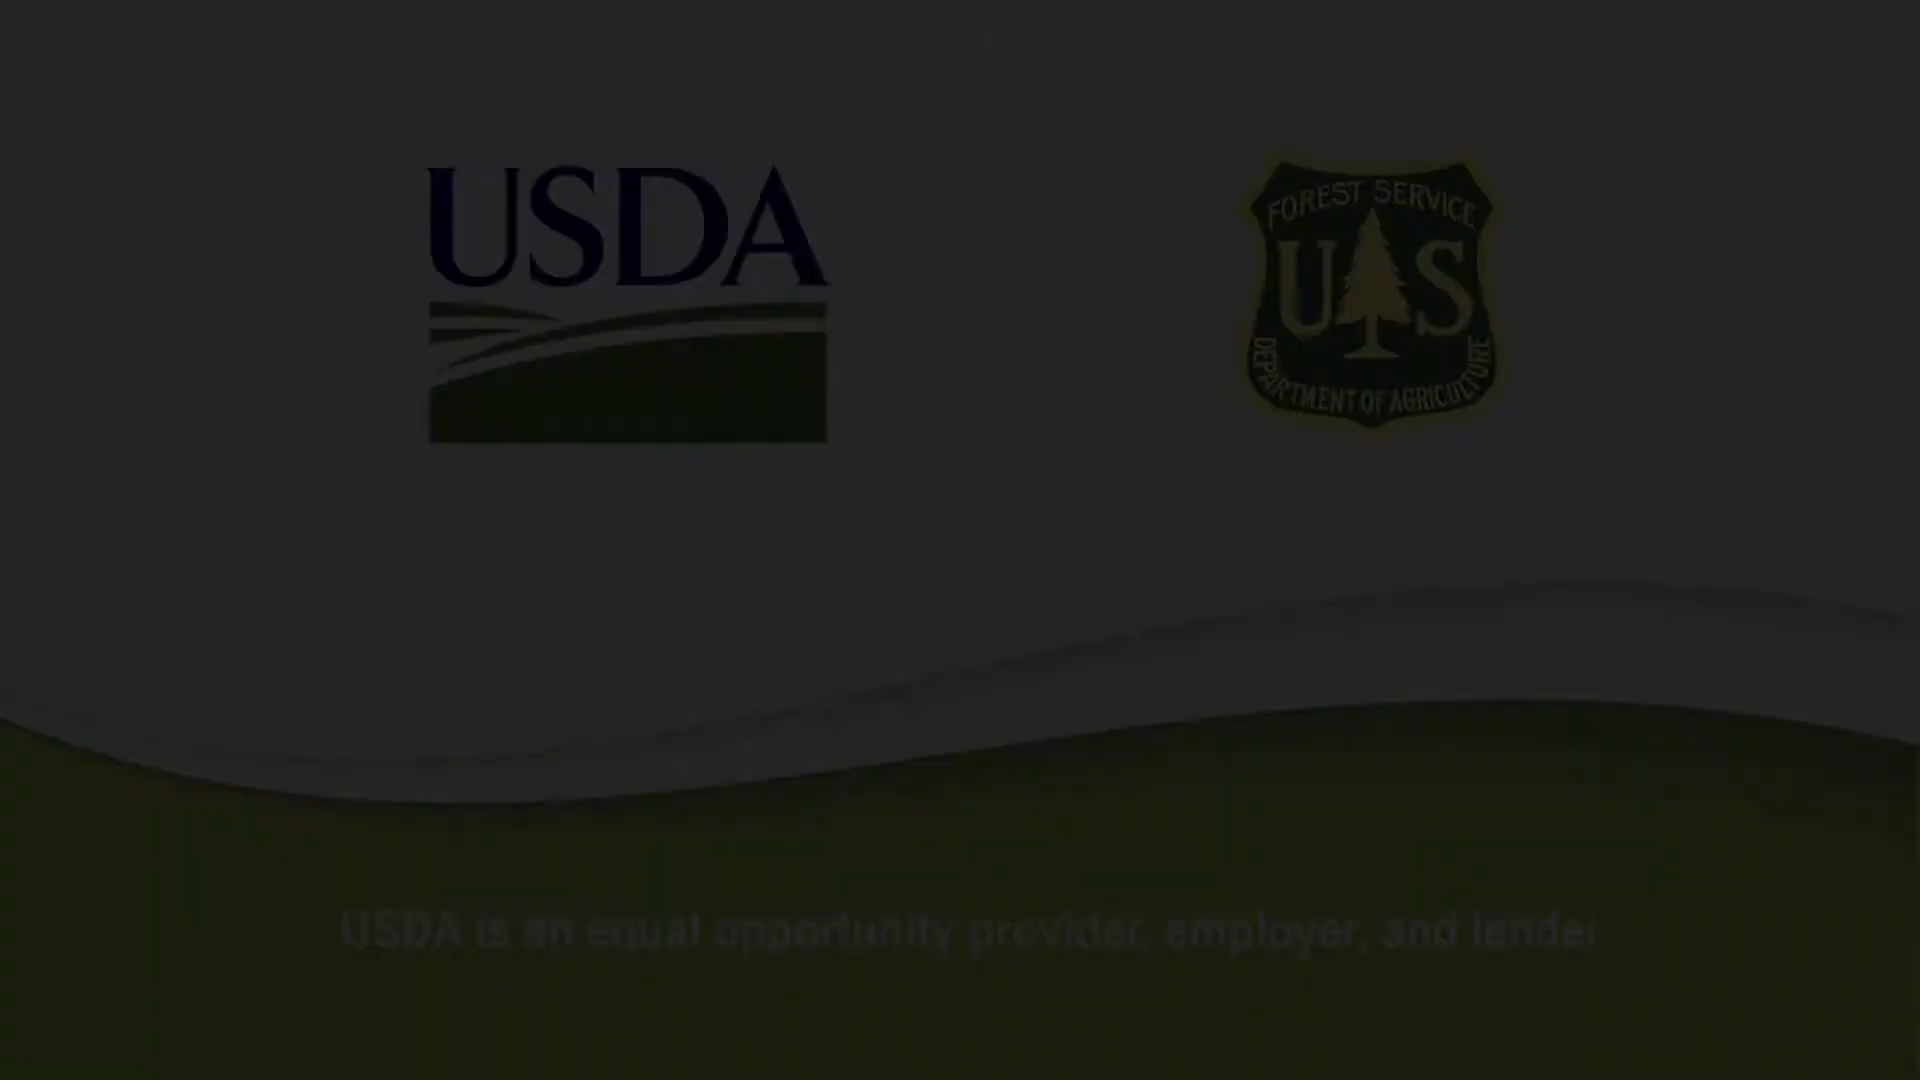 USDA
FOREST SERVICE
U S
DEPARTMENT OF AGRICULTURE
USDA is an equal opportunity provider, employer, and lender